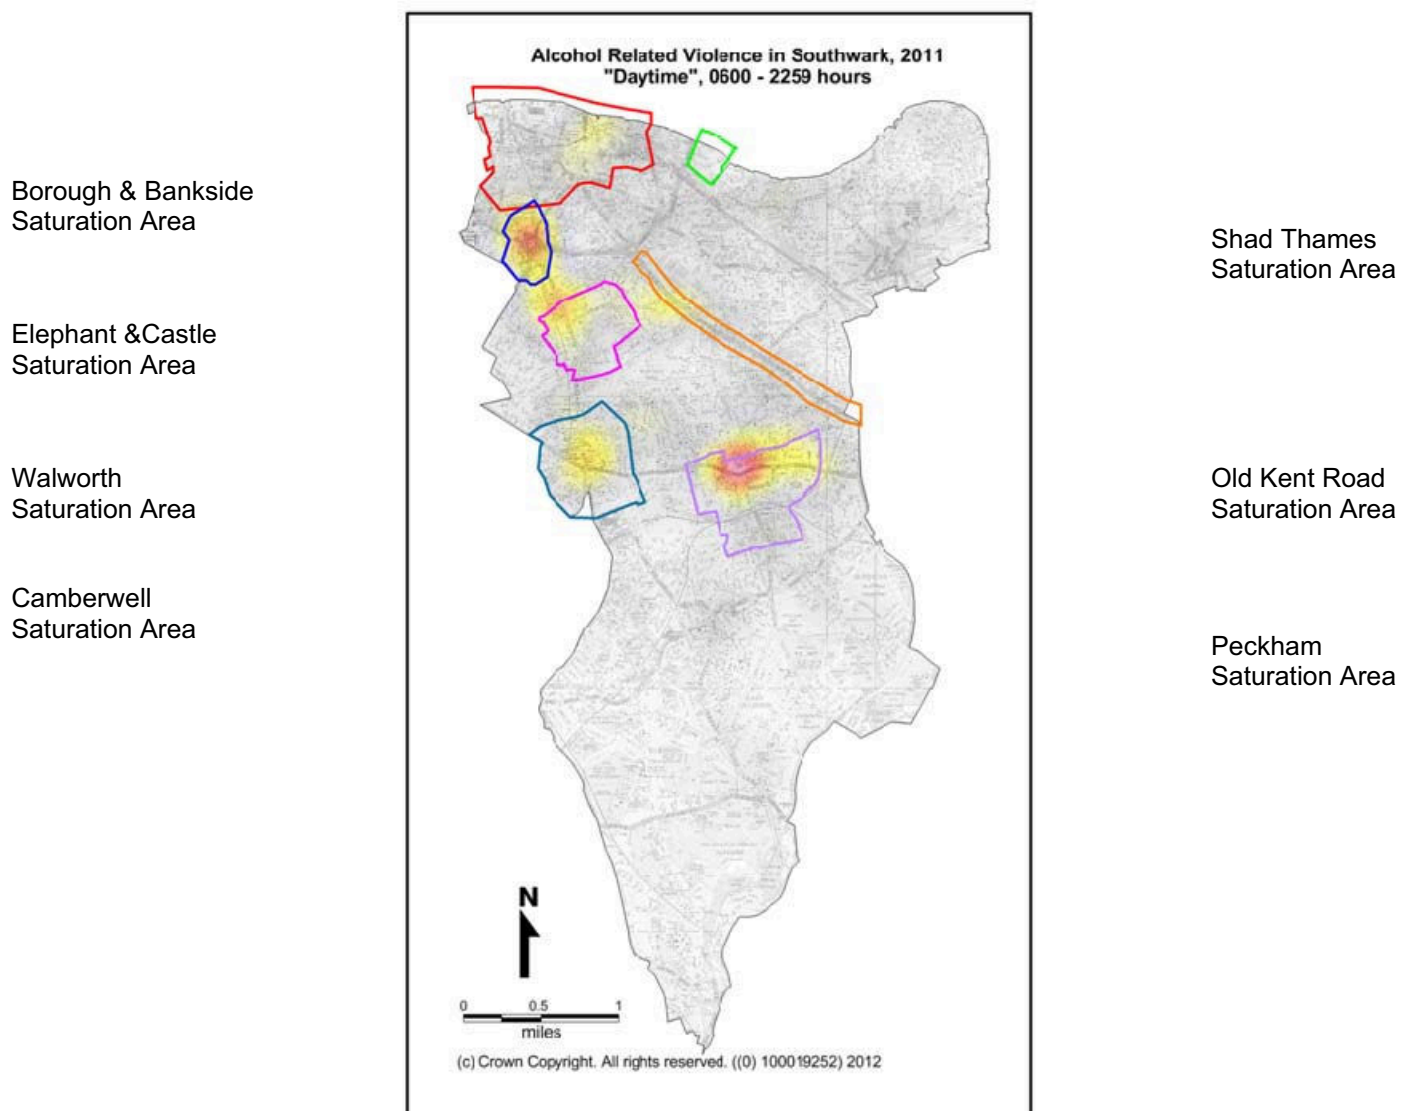 Alcohol Related Violence in Southwark, 2011
"Daytime", 0600 - 2259 hours
Borough & Bankside
Saturation Area
Elephant &Castle
Saturation Area
Walworth
Saturation Area
Camberwell
Saturation Area
Shad Thames
Saturation Area
Old Kent Road
Saturation Area
Peckham
Saturation Area
N
0 0.5 1
miles
(c) Crown Copyright. All rights reserved. ((0) 100019252) 2012